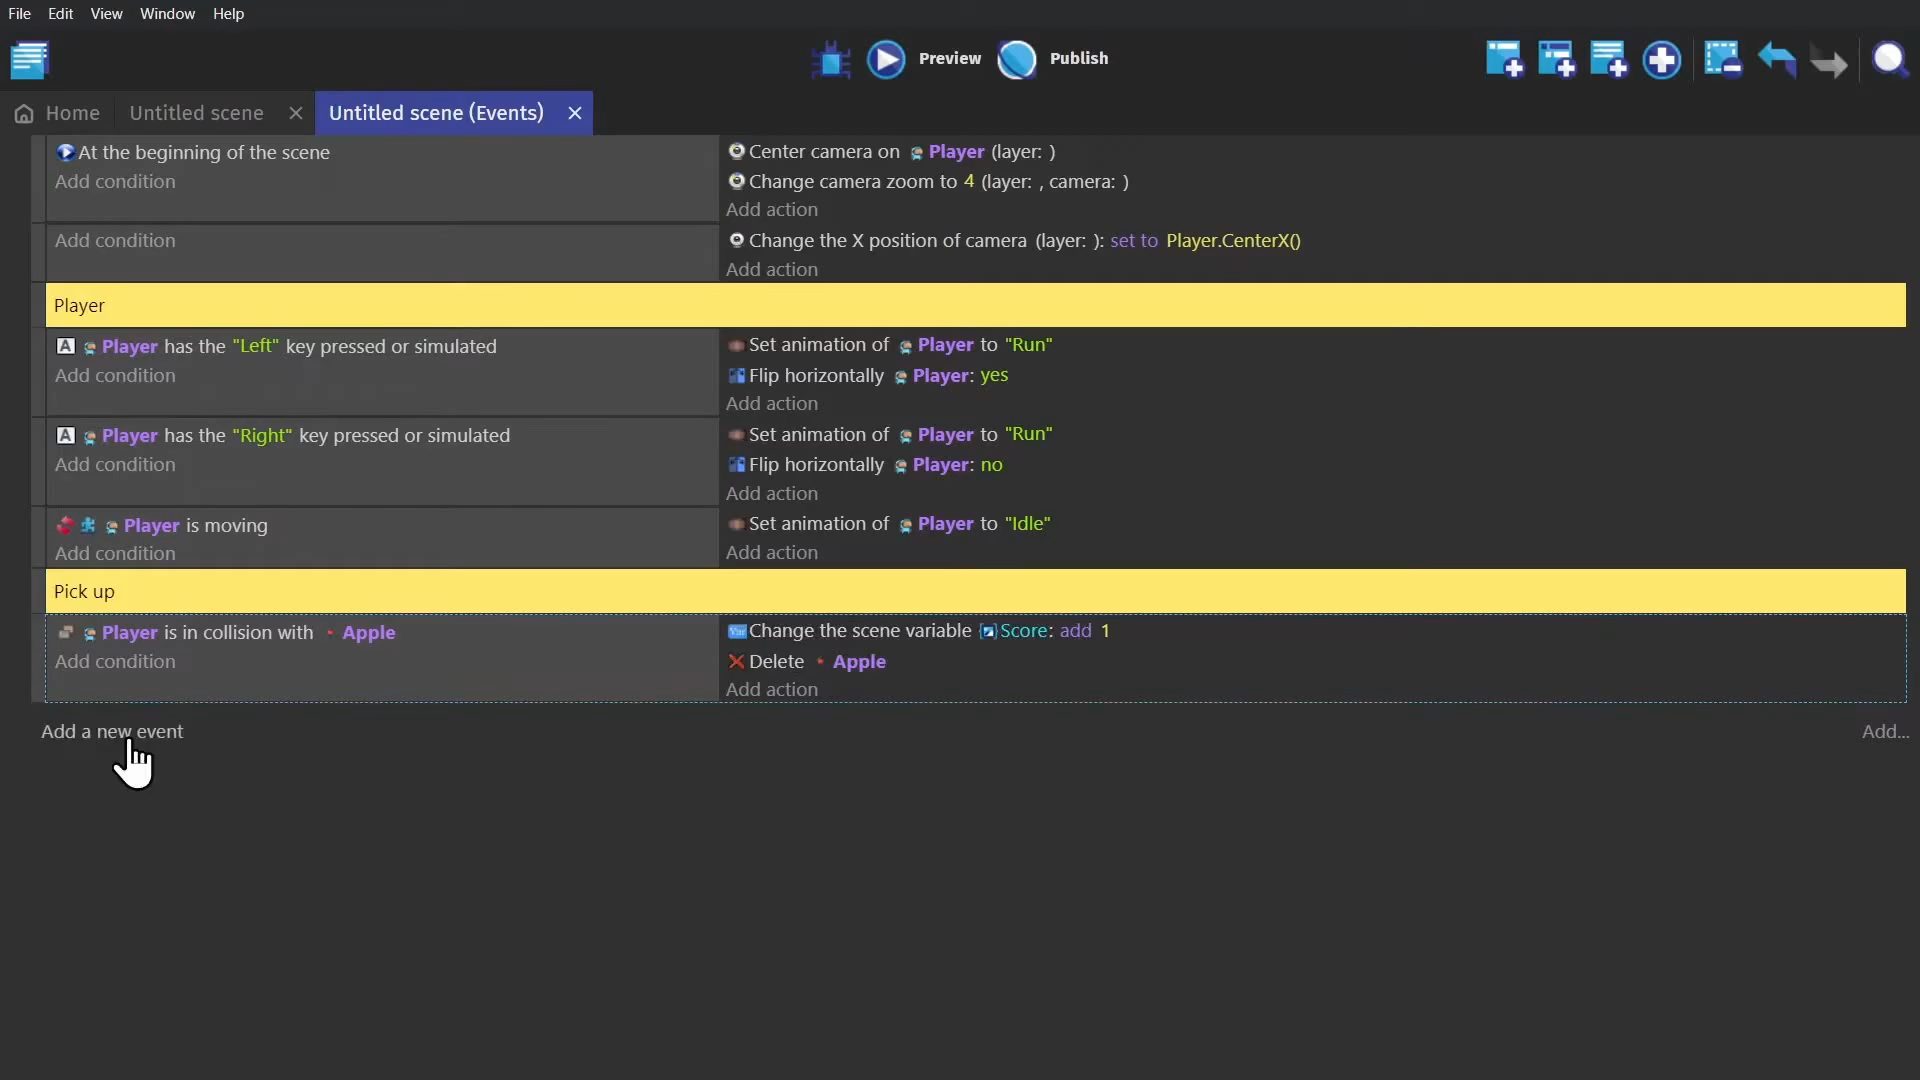 File Edit View Window Help
Preview Publish
Home Untitled scene Untitled scene (Events)
At the beginning of the scene
Add condition
Center camera on Player (layer: )
Change camera zoom to 4 (layer: , camera: )
Add action
Add condition
Change the X position of camera (layer: ): set to Player.CenterX()
Add action
Player
A Player has the "Left" key pressed or simulated
Add condition
Set animation of Player to "Run"
Flip horizontally Player: yes
Add action
A Player has the "Right" key pressed or simulated
Add condition
Set animation of Player to "Run"
Flip horizontally Player: no
Add action
Player is moving
Add condition
Set animation of Player to "Idle"
Add action
Pick up
Player is in collision with Apple
Add condition
Var Change the scene variable Score: add 1
Delete Apple
Add action
Add a new event
Add...